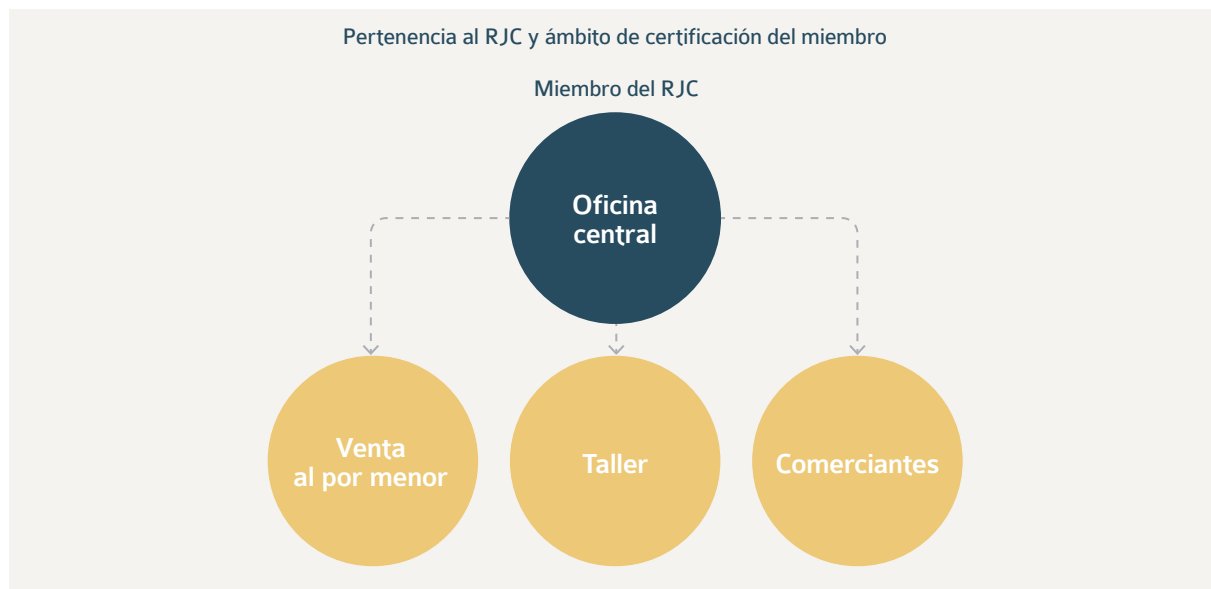 Pertenencia al RJC y ámbito de certificación del miembro
Miembro del RJC
Oficina
central
Venta
al por menor
Taller
Comerciantes